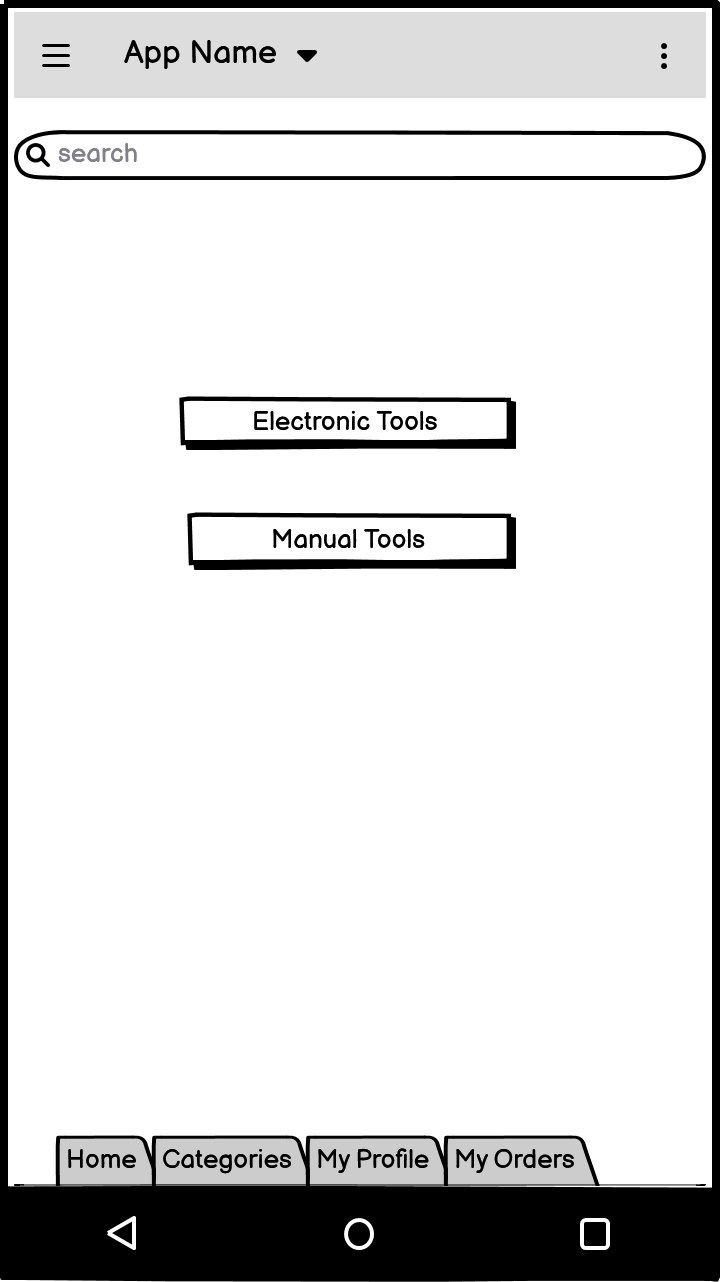 App Name
search
Electronic Tools
Manual Tools
Home Categories My Profile My Orders